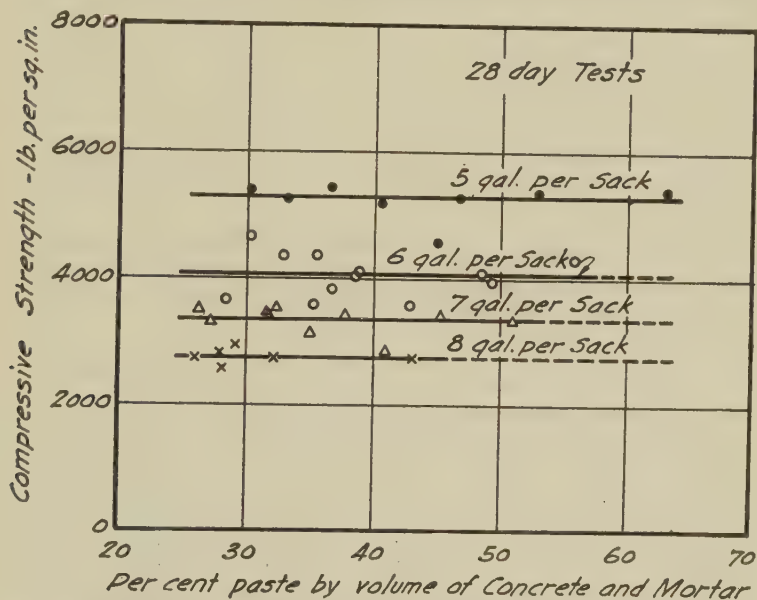 8000
6000
4000
2000
0
Compressive Strength - lb. per sq. in.
28 day Tests
5 gal. per Sack
6 gal. per Sack
7 gal. per Sack
8 gal. per Sack
20 30 40 50 60 70
Per cent paste by volume of Concrete and Mortar